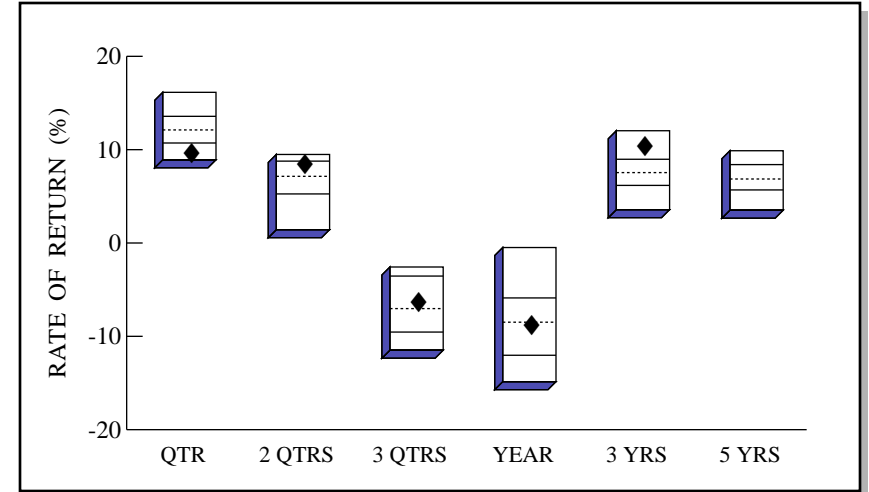 RATE OF RETURN (%)
20
10
0
-10
-20
QTR 2 QTRS 3 QTRS YEAR 3 YRS 5 YRS